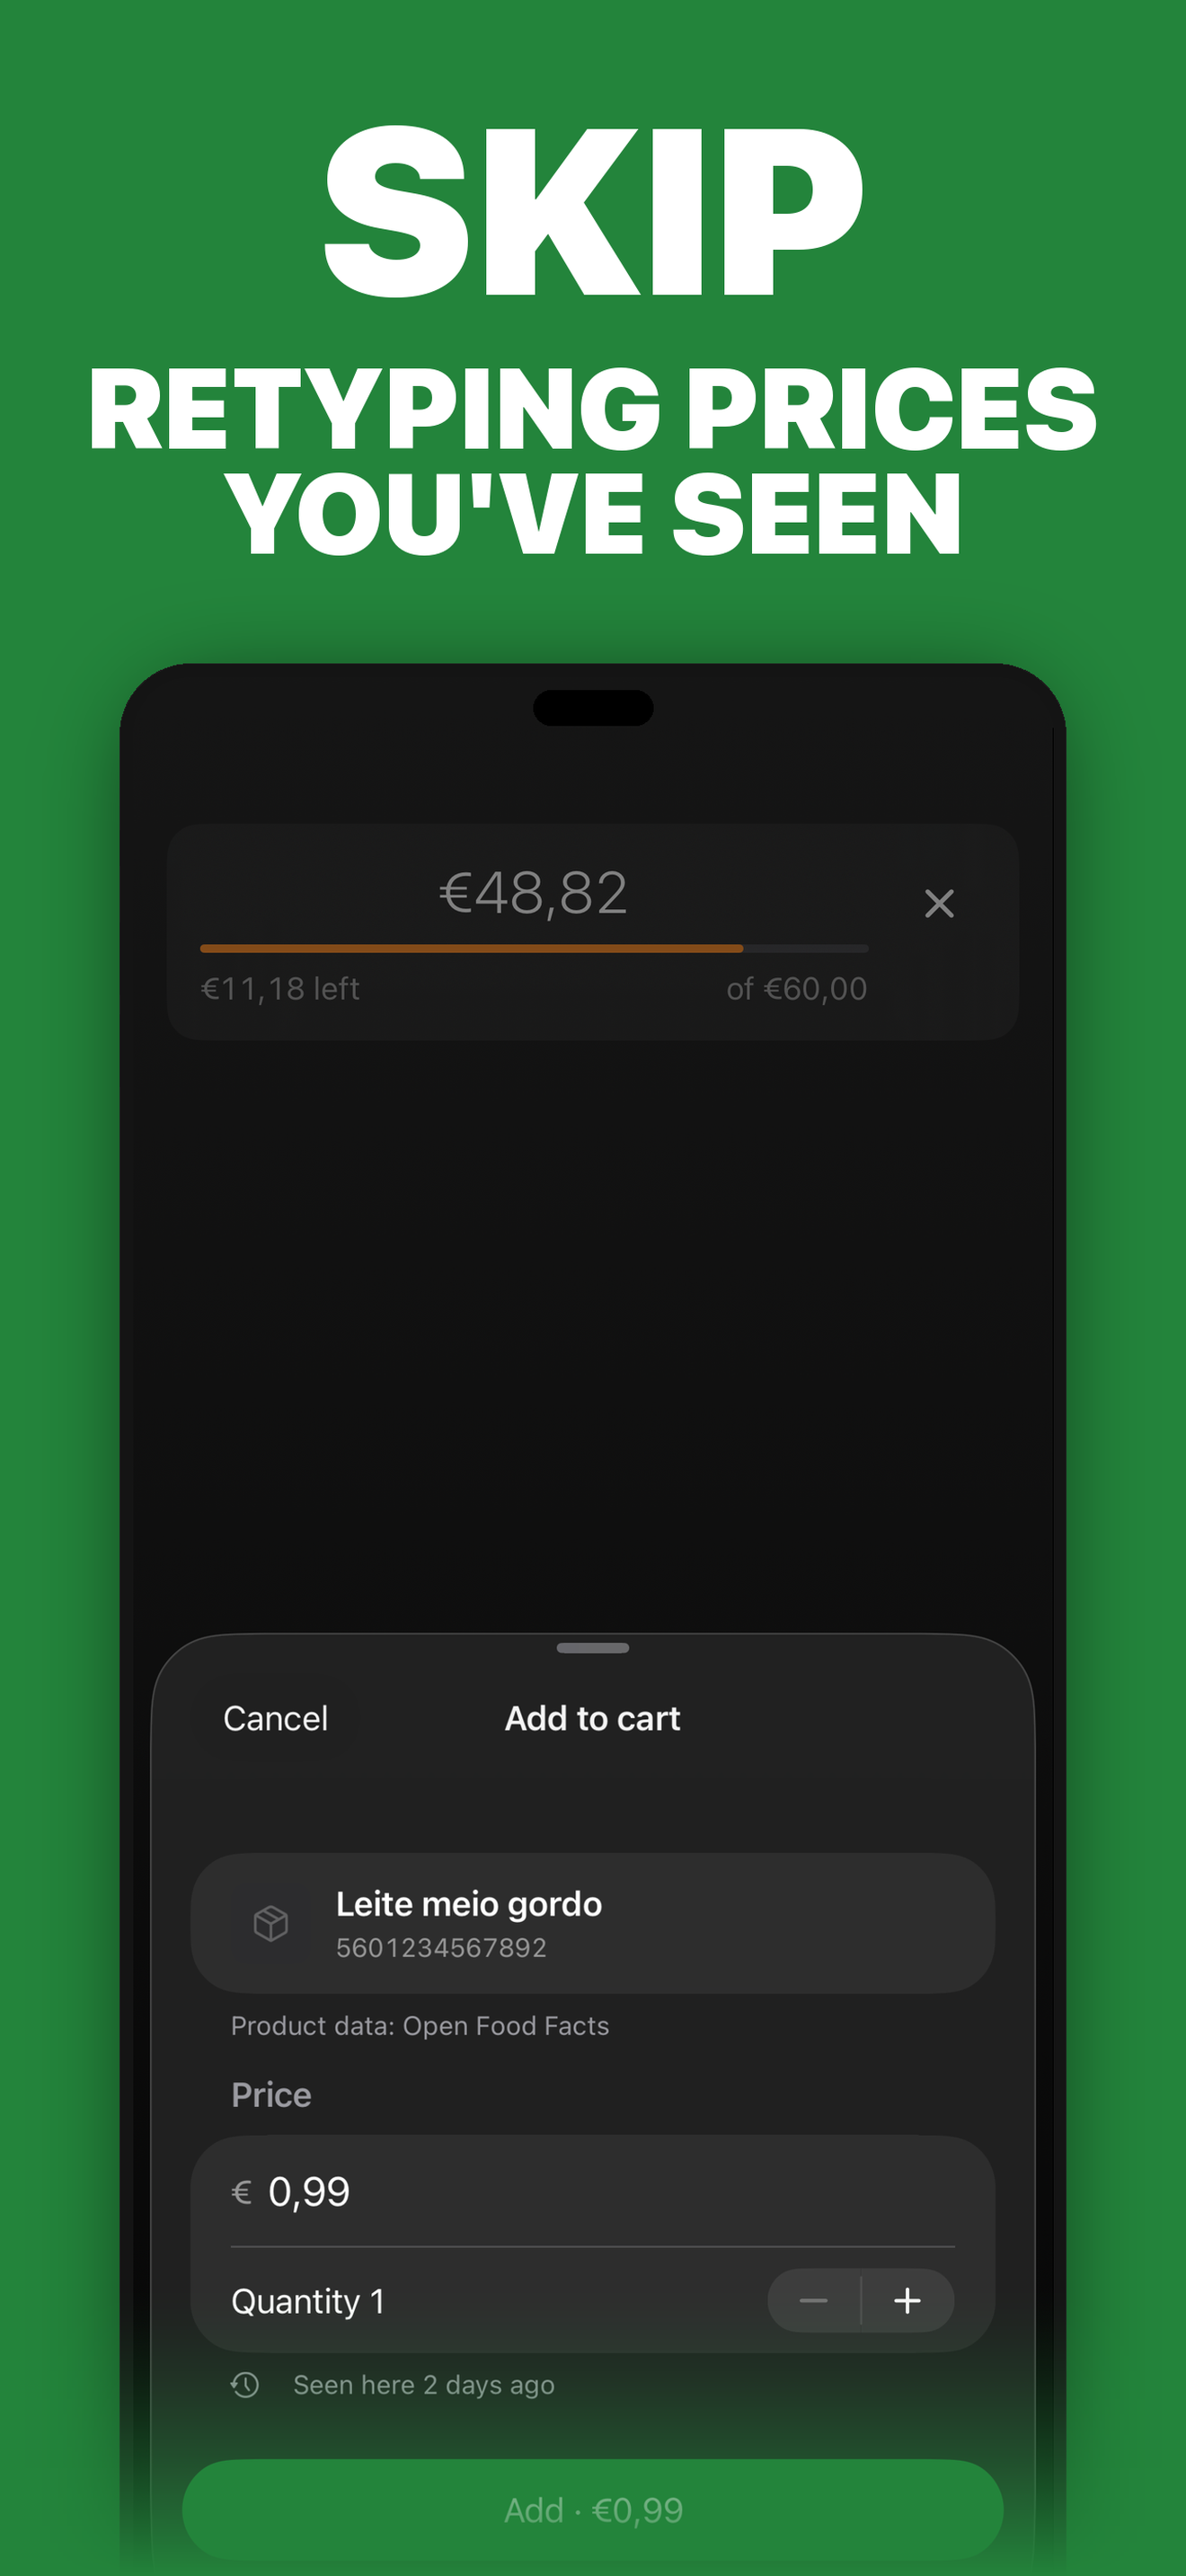 SKIP
RETYPING PRICES
YOU'VE SEEN
€48,82
€11,18 left
of €60,00
Cancel
Add to cart
Leite meio gordo
5601234567892
Product data: Open Food Facts
Price
€ 0,99
Quantity 1
Seen here 2 days ago
Add · €0,99